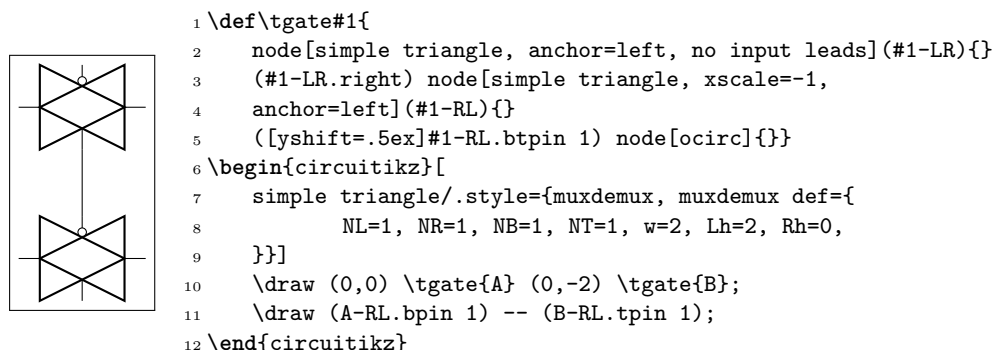 1 \def\tgate#1{
2     node[simple triangle, anchor=left, no input leads](#1-LR){}
3     (#1-LR.right) node[simple triangle, xscale=-1,
4     anchor=left](#1-RL){}
5     ([yshift=.5ex]#1-RL.btpin 1) node[ocirc]{}}
6 \begin{circuitikz}[
7     simple triangle/.style={muxdemux, muxdemux def={
8             NL=1, NR=1, NB=1, NT=1, w=2, Lh=2, Rh=0,
9     }}]
10     \draw (0,0) \tgate{A} (0,-2) \tgate{B};
11     \draw (A-RL.bpin 1) -- (B-RL.tpin 1);
12 \end{circuitikz}